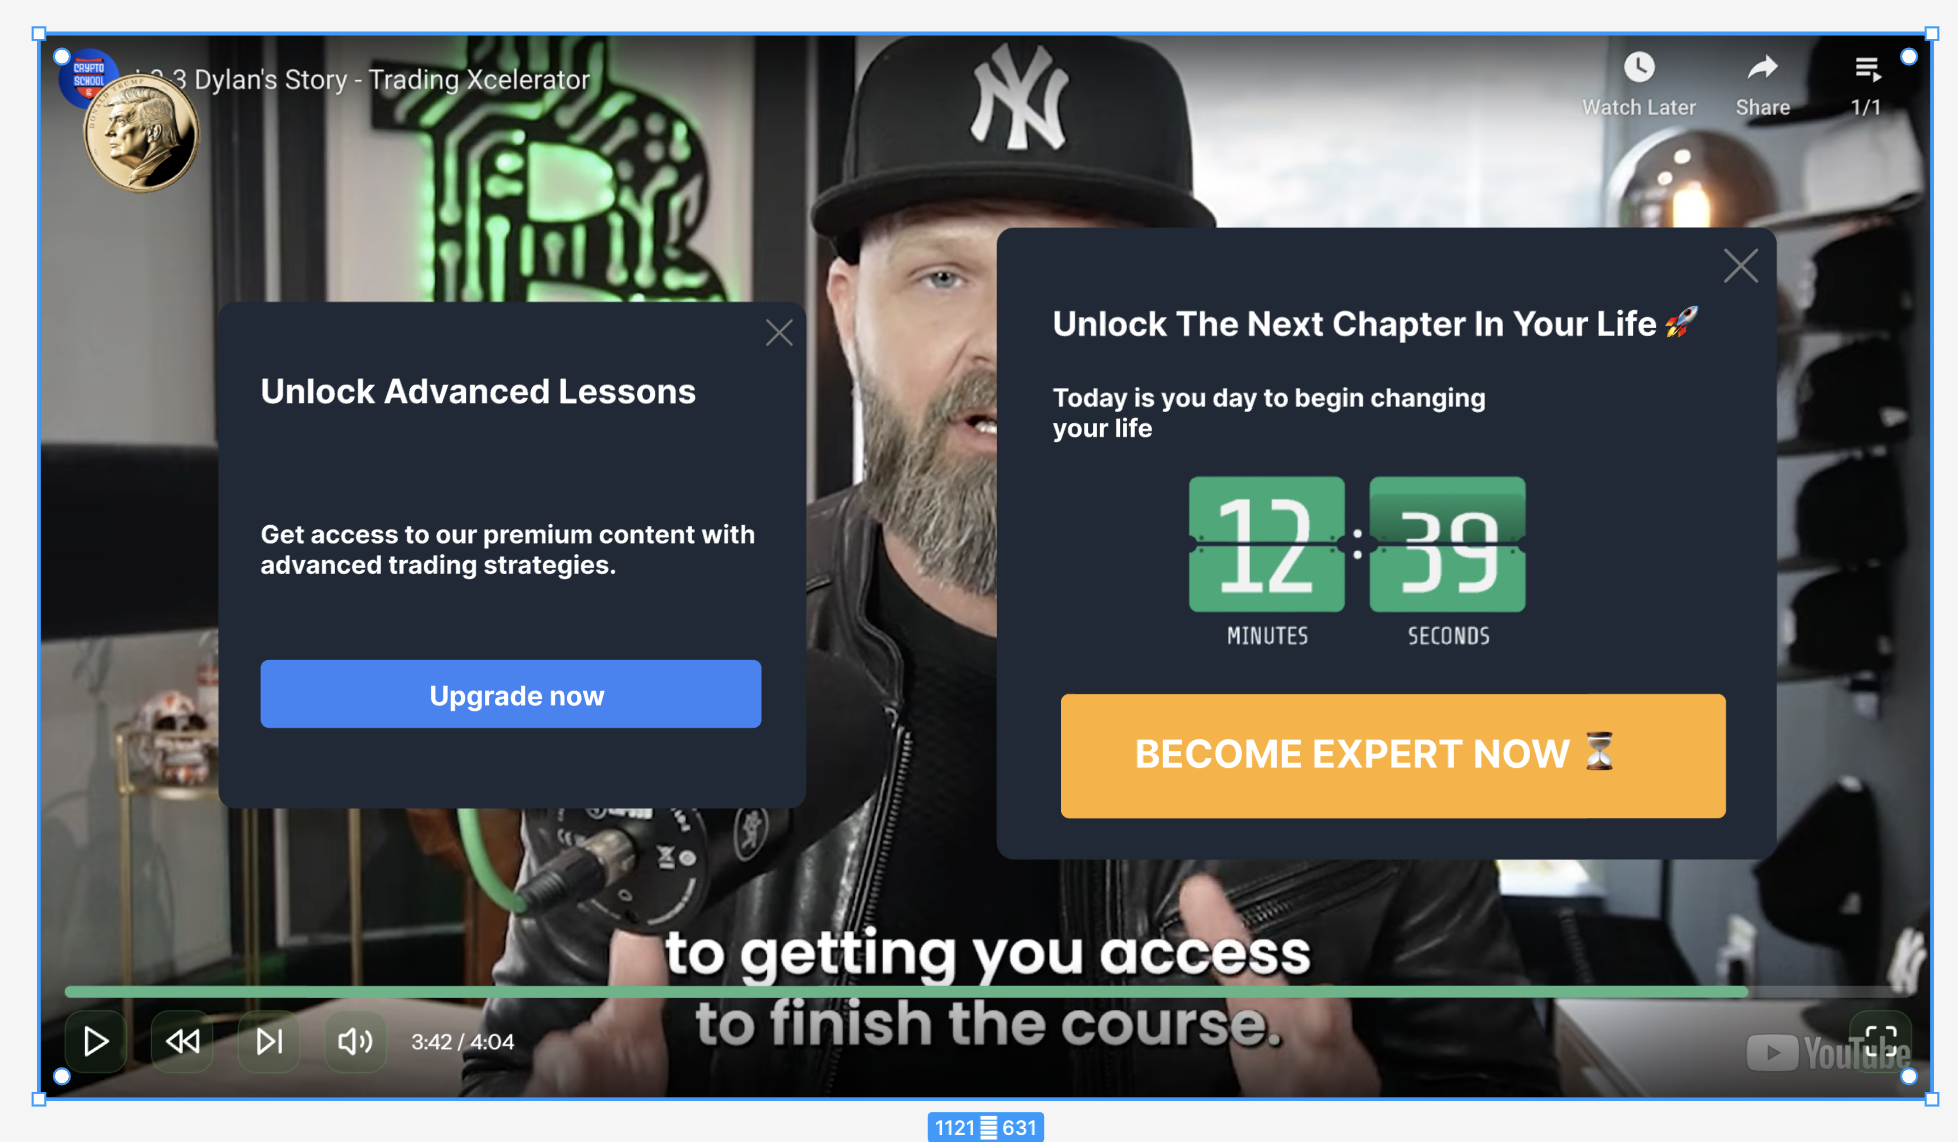 CRYPTO
SCHOOL
3 Dylan's Story - Trading Xcelerator
Watch Later
Share
1/1
Unlock Advanced Lessons
Get access to our premium content with
advanced trading strategies.
Upgrade now
Unlock The Next Chapter In Your Life 🚀
Today is you day to begin changing
your life
12 : 39
MINUTES SECONDS
BECOME EXPERT NOW ⏳
NY
to getting you access
to finish the course.
3:42 / 4:04
YouTube
1121 631